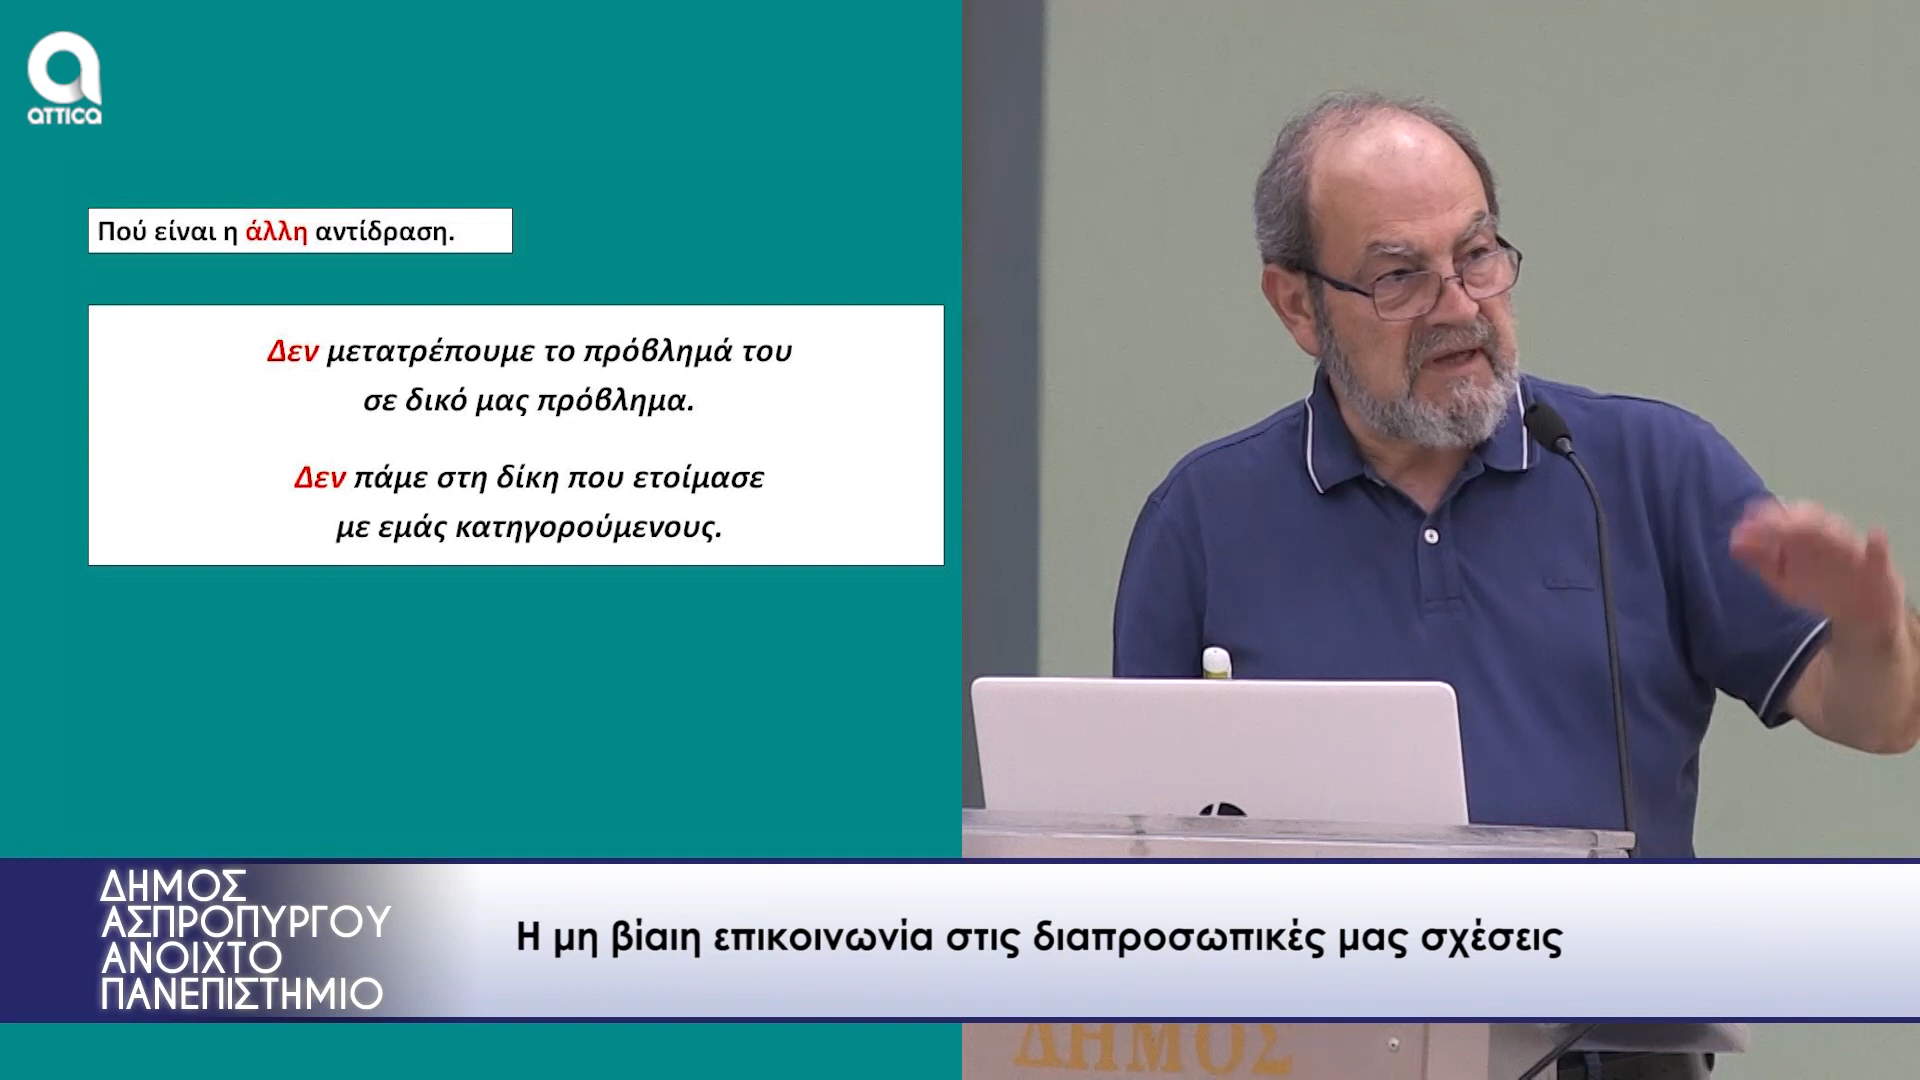 αττιca
Πού είναι η άλλη αντίδραση.
Δεν μετατρέπουμε το πρόβλημά του
σε δικό μας πρόβλημα.
Δεν πάμε στη δίκη που ετοίμασε
με εμάς κατηγορούμενους.
ΔΗΜΟΣ
ΑΣΠΡΟΠΥΡΓΟΥ
ΑΝΟΙΧΤΟ
ΠΑΝΕΠΙΣΤΗΜΙΟ
Η μη βίαιη επικοινωνία στις διαπροσωπικές μας σχέσεις
ΔΗΜΟΣ